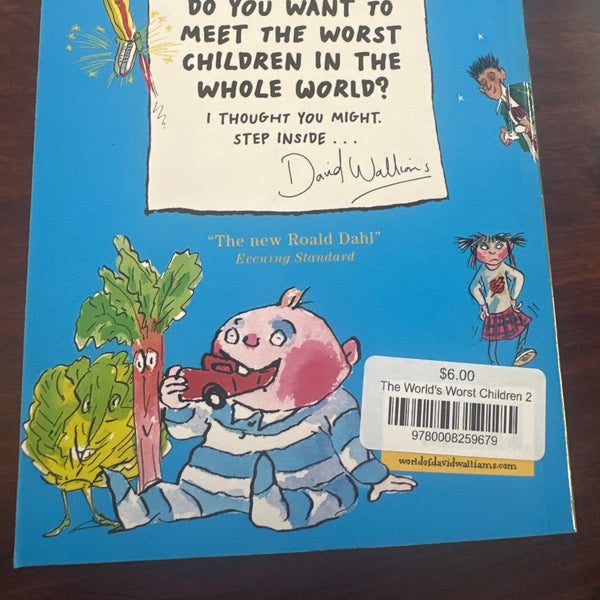 DO YOU WANT TO
MEET THE WORST
CHILDREN IN THE
WHOLE WORLD?
I THOUGHT YOU MIGHT.
STEP INSIDE . . .
David Walliams
“The new Roald Dahl”
Evening Standard
$6.00
The World's Worst Children 2
9780008259679
worldofdavidwalliams.com